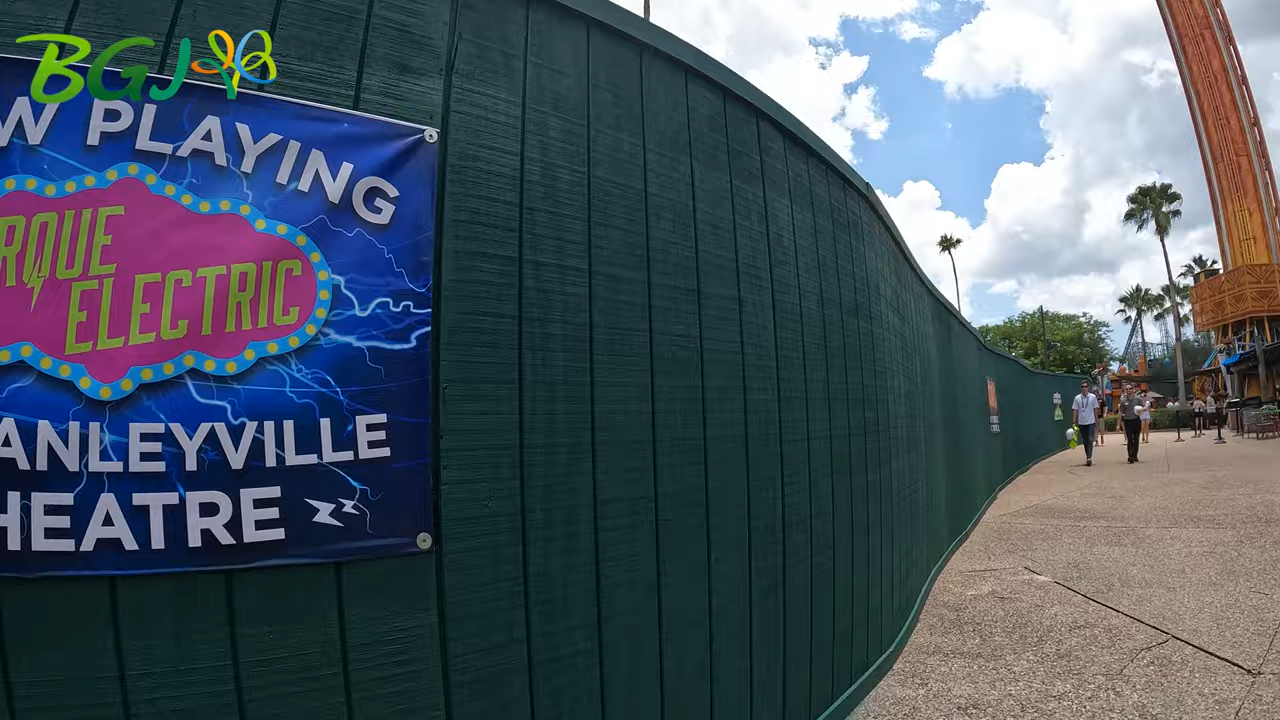 BGJ
W PLAYING
RQUE
ELECTRIC
ANLEYVILLE
HEATRE